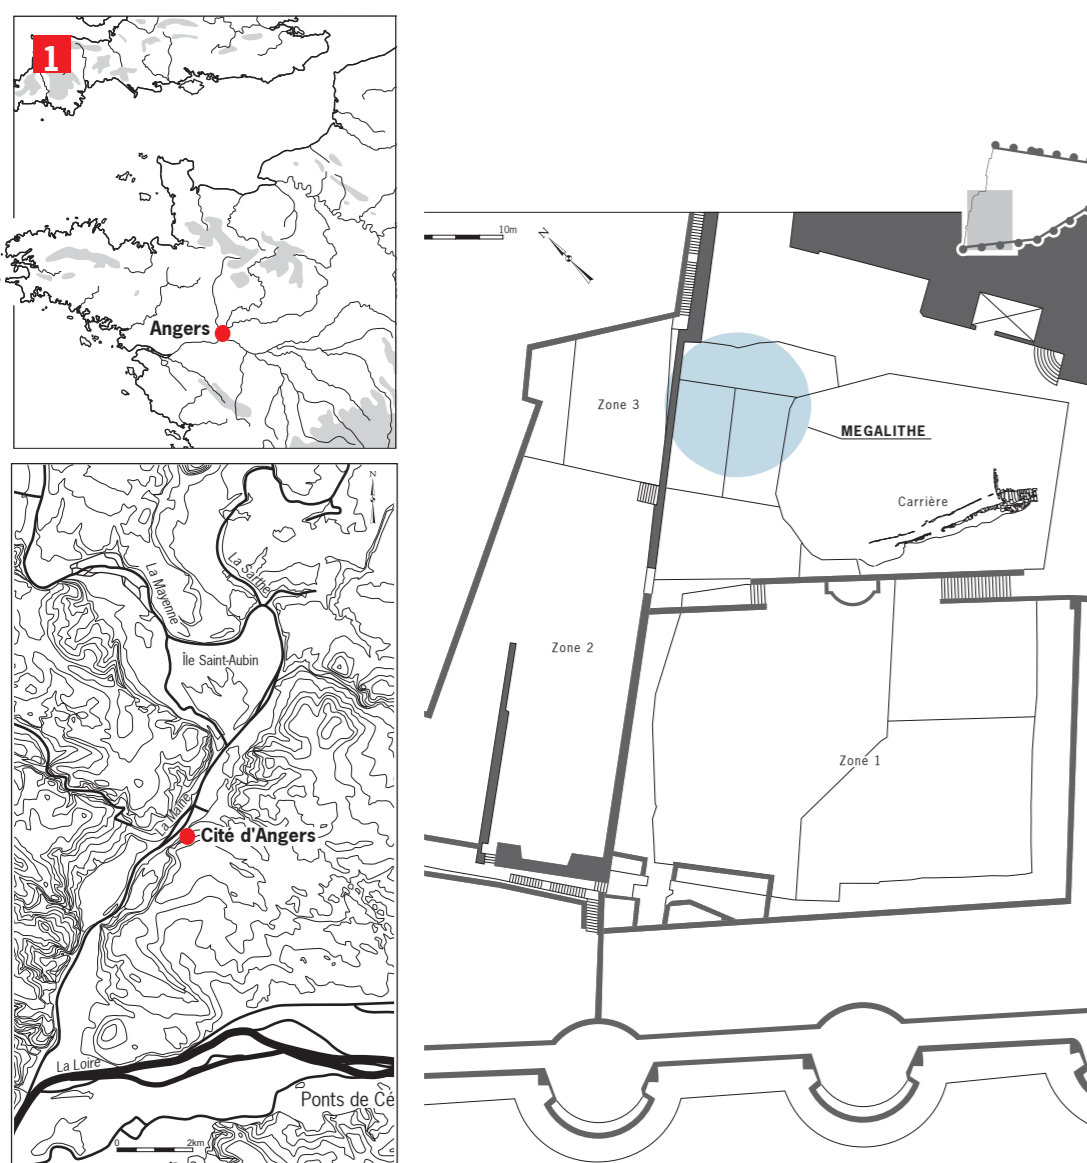 1
Angers
N
La Sarthe
La Mayenne
Île Saint-Aubin
La Maine
Cité d'Angers
La Loire
Ponts de Cé
0
2km
10m
N
Zone 3
MEGALITHE
Carrière
Zone 2
Zone 1